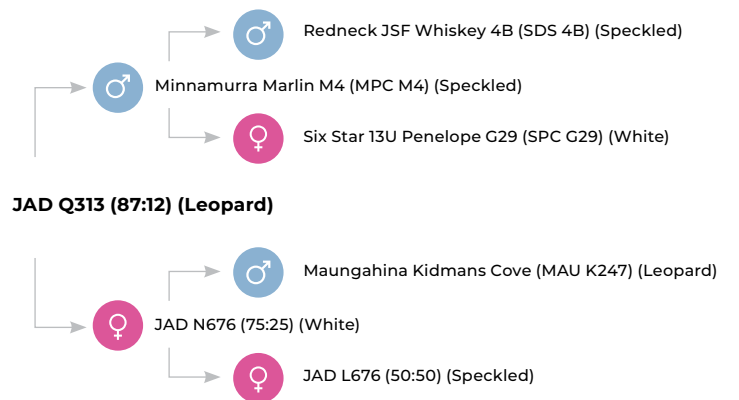 Redneck JSF Whiskey 4B (SDS 4B) (Speckled)
Minnamurra Marlin M4 (MPC M4) (Speckled)
Six Star 13U Penelope G29 (SPC G29) (White)
JAD Q313 (87:12) (Leopard)
Maungahina Kidmans Cove (MAU K247) (Leopard)
JAD N676 (75:25) (White)
JAD L676 (50:50) (Speckled)